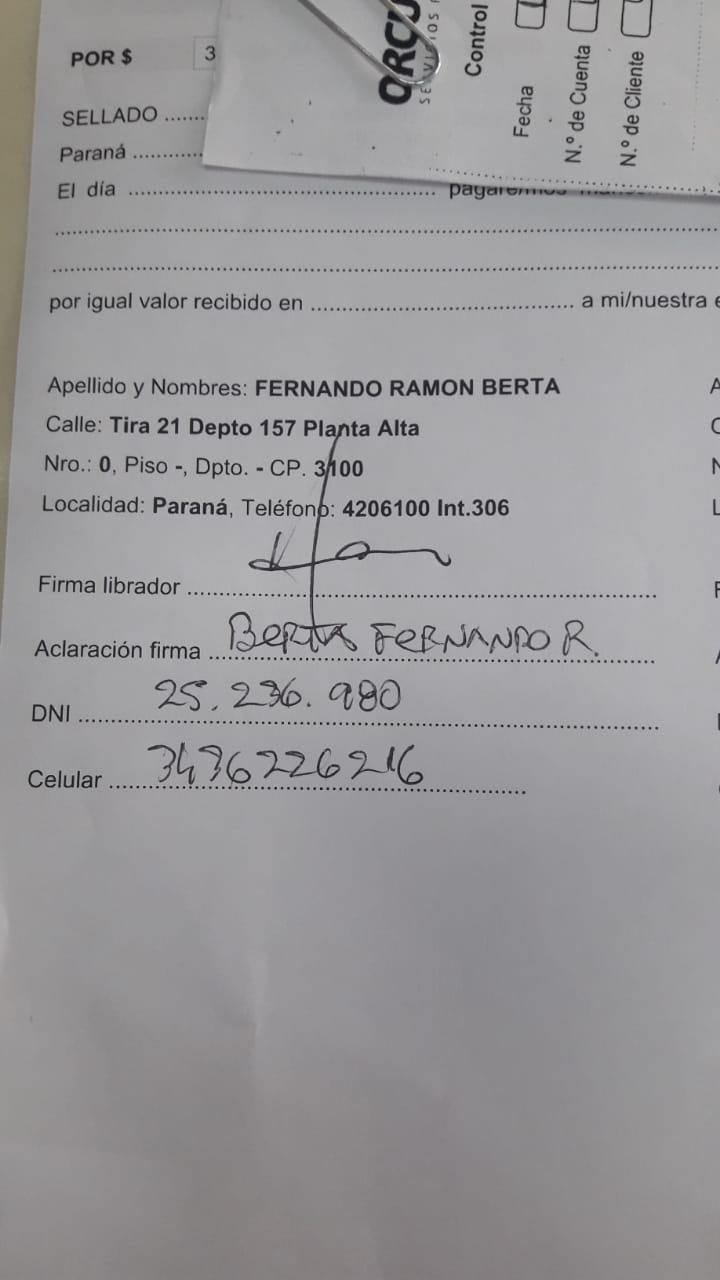 POR $ 3
SELLADO ........
Paraná ............
El día .................................................. pagaremos
por igual valor recibido en ........................................... a mi/nuestra
Apellido y Nombres: FERNANDO RAMON BERTA
Calle: Tira 21 Depto 157 Planta Alta
Nro.: 0, Piso -, Dpto. - CP. 3100
Localidad: Paraná, Teléfono: 4206100 Int.306
Firma librador
Aclaración firma BERTA FERNANDO R.
DNI 25.236.980
Celular 3436226216
Control
Fecha
N.º de Cuenta
N.º de Cliente